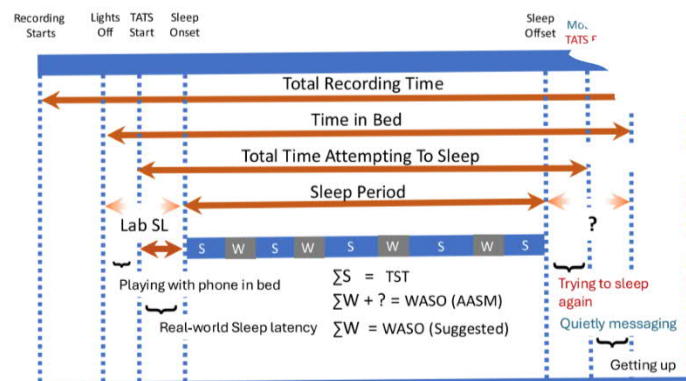 Recording Starts
Lights Off
TATS Start
Sleep Onset
Sleep Offset
TATS
Total Recording Time
Time in Bed
Total Time Attempting To Sleep
Sleep Period
Lab SL
?
S W S W S W S W S
Playing with phone in bed
∑S = TST
Trying to sleep again
∑W + ? = WASO (AASM)
Real-world Sleep latency
∑W = WASO (Suggested)
Quietly messaging
Getting up